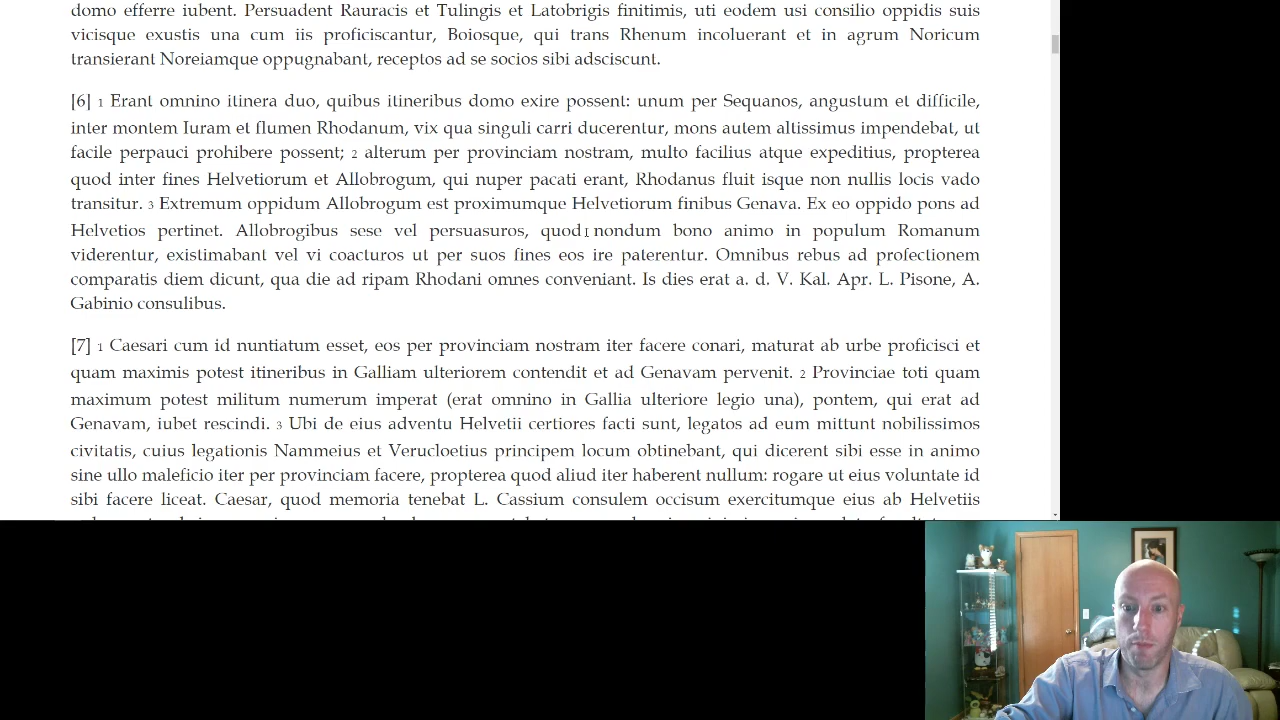 domo efferre iubent. Persuadent Rauracis et Tulingis et Latobrigis finitimis, uti eodem usi consilio oppidis suis
vicisque exustis una cum iis proficiscantur, Boiosque, qui trans Rhenum incoluerant et in agrum Noricum
transierant Noreiamque oppugnabant, receptos ad se socios sibi adsciscunt.
[6] 1 Erant omnino itinera duo, quibus itineribus domo exire possent: unum per Sequanos, angustum et difficile,
inter montem Iuram et flumen Rhodanum, vix qua singuli carri ducerentur, mons autem altissimus impendebat, ut
facile perpauci prohibere possent; 2 alterum per provinciam nostram, multo facilius atque expeditius, propterea
quod inter fines Helvetiorum et Allobrogum, qui nuper pacati erant, Rhodanus fluit isque non nullis locis vado
transitur. 3 Extremum oppidum Allobrogum est proximumque Helvetiorum finibus Genava. Ex eo oppido pons ad
Helvetios pertinet. Allobrogibus sese vel persuasuros, quod nondum bono animo in populum Romanum
viderentur, existimabant vel vi coacturos ut per suos fines eos ire paterentur. Omnibus rebus ad profectionem
comparatis diem dicunt, qua die ad ripam Rhodani omnes conveniant. Is dies erat a. d. V. Kal. Apr. L. Pisone, A.
Gabinio consulibus.
[7] 1 Caesari cum id nuntiatum esset, eos per provinciam nostram iter facere conari, maturat ab urbe proficisci et
quam maximis potest itineribus in Galliam ulteriorem contendit et ad Genavam pervenit. 2 Provinciae toti quam
maximum potest militum numerum imperat (erat omnino in Gallia ulteriore legio una), pontem, qui erat ad
Genavam, iubet rescindi. 3 Ubi de eius adventu Helvetii certiores facti sunt, legatos ad eum mittunt nobilissimos
civitatis, cuius legationis Nammeius et Verucloetius principem locum obtinebant, qui dicerent sibi esse in animo
sine ullo maleficio iter per provinciam facere, propterea quod aliud iter haberent nullum: rogare ut eius voluntate id
sibi facere liceat. Caesar, quod memoria tenebat L. Cassium consulem occisum exercitumque eius ab Helvetiis